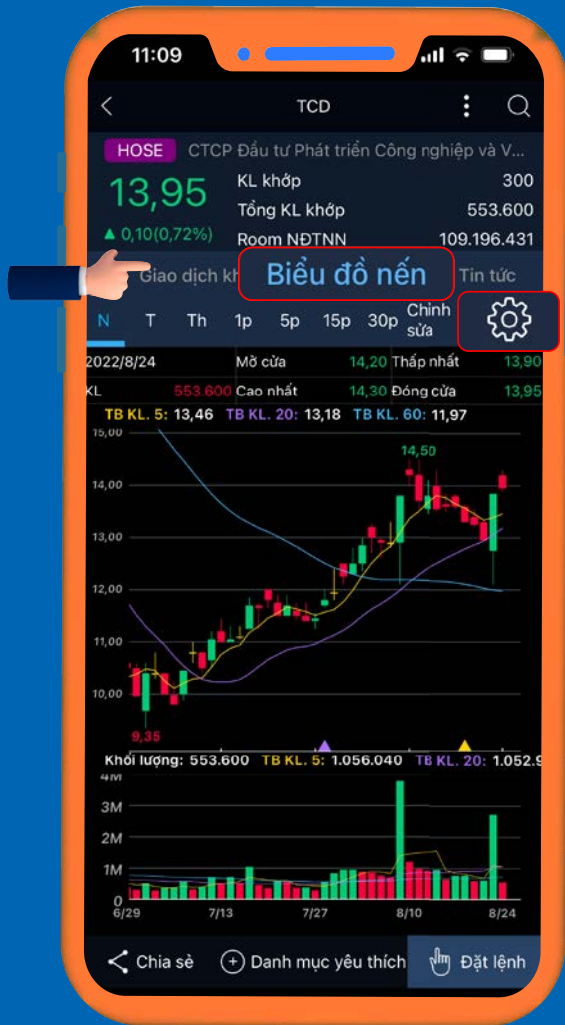 11:09
TCD
HOSE CTCP Đầu tư Phát triển Công nghiệp và V...
13,95
KL khớp 300
Tổng KL khớp 553.600
▲ 0,10(0,72%) Room NĐTNN 109.196.431
Giao dịch kh Biểu đồ nến Tin tức
N T Th 1p 5p 15p 30p Chỉnh sửa
2022/8/24 Mở cửa 14,20 Thấp nhất 13,90
KL 553.600 Cao nhất 14,30 Đóng cửa 13,95
TB KL. 5: 13,46 TB KL. 20: 13,18 TB KL. 60: 11,97
15,00
14,50
14,00
13,00
12,00
11,00
10,00
9,35
Khối lượng: 553.600 TB KL. 5: 1.056.040 TB KL. 20: 1.052.9
4M
3M
2M
1M
0
6/29 7/13 7/27 8/10 8/24
Chia sẻ Danh mục yêu thích Đặt lệnh